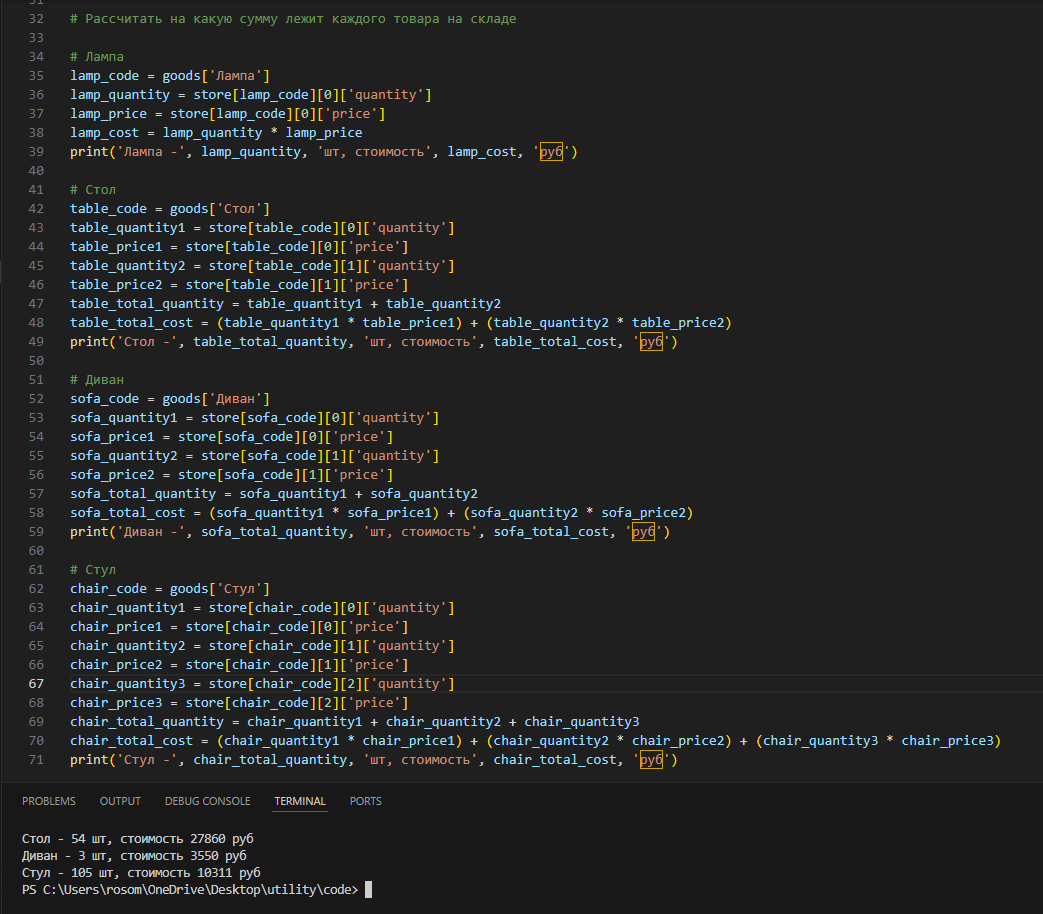 31
32 # Рассчитать на какую сумму лежит каждого товара на складе
33
34 # Лампа
35 lamp_code = goods['Лампа']
36 lamp_quantity = store[lamp_code][0]['quantity']
37 lamp_price = store[lamp_code][0]['price']
38 lamp_cost = lamp_quantity * lamp_price
39 print('Лампа -', lamp_quantity, 'шт, стоимость', lamp_cost, 'руб')
40
41 # Стол
42 table_code = goods['Стол']
43 table_quantity1 = store[table_code][0]['quantity']
44 table_price1 = store[table_code][0]['price']
45 table_quantity2 = store[table_code][1]['quantity']
46 table_price2 = store[table_code][1]['price']
47 table_total_quantity = table_quantity1 + table_quantity2
48 table_total_cost = (table_quantity1 * table_price1) + (table_quantity2 * table_price2)
49 print('Стол -', table_total_quantity, 'шт, стоимость', table_total_cost, 'руб')
50
51 # Диван
52 sofa_code = goods['Диван']
53 sofa_quantity1 = store[sofa_code][0]['quantity']
54 sofa_price1 = store[sofa_code][0]['price']
55 sofa_quantity2 = store[sofa_code][1]['quantity']
56 sofa_price2 = store[sofa_code][1]['price']
57 sofa_total_quantity = sofa_quantity1 + sofa_quantity2
58 sofa_total_cost = (sofa_quantity1 * sofa_price1) + (sofa_quantity2 * sofa_price2)
59 print('Диван -', sofa_total_quantity, 'шт, стоимость', sofa_total_cost, 'руб')
60
61 # Стул
62 chair_code = goods['Стул']
63 chair_quantity1 = store[chair_code][0]['quantity']
64 chair_price1 = store[chair_code][0]['price']
65 chair_quantity2 = store[chair_code][1]['quantity']
66 chair_price2 = store[chair_code][1]['price']
67 chair_quantity3 = store[chair_code][2]['quantity']
68 chair_price3 = store[chair_code][2]['price']
69 chair_total_quantity = chair_quantity1 + chair_quantity2 + chair_quantity3
70 chair_total_cost = (chair_quantity1 * chair_price1) + (chair_quantity2 * chair_price2) + (chair_quantity3 * chair_price3)
71 print('Стул -', chair_total_quantity, 'шт, стоимость', chair_total_cost, 'руб')
PROBLEMS OUTPUT DEBUG CONSOLE TERMINAL PORTS
Стол - 54 шт, стоимость 27860 руб
Диван - 3 шт, стоимость 3550 руб
Стул - 105 шт, стоимость 10311 руб
PS C:\Users\rosom\OneDrive\Desktop\utility\code>